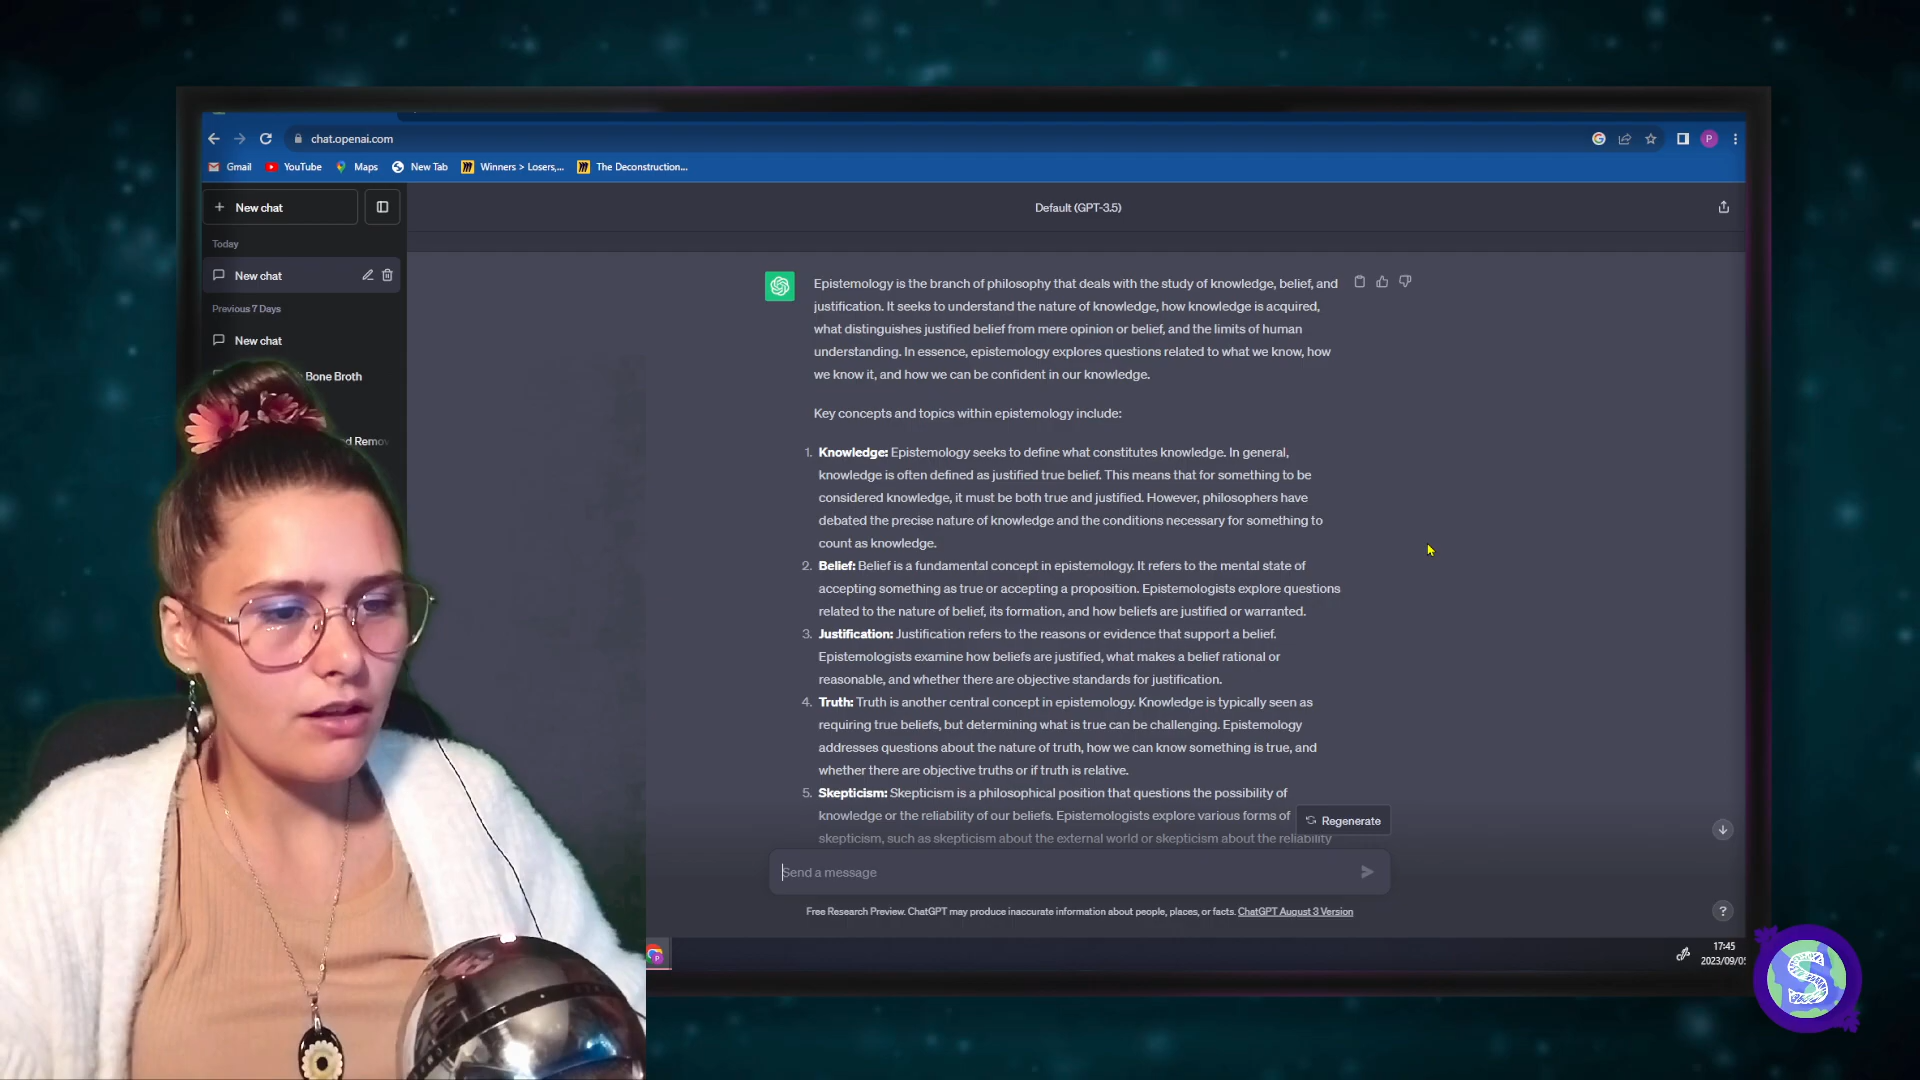 chat.openai.com
Gmail YouTube Maps New Tab Winners > Losers,... The Deconstruction...
New chat
Default (GPT-3.5)
Today
New chat
Previous 7 Days
New chat
Bone Broth
d Remov
Epistemology is the branch of philosophy that deals with the study of knowledge, belief, and
justification. It seeks to understand the nature of knowledge, how knowledge is acquired,
what distinguishes justified belief from mere opinion or belief, and the limits of human
understanding. In essence, epistemology explores questions related to what we know, how
we know it, and how we can be confident in our knowledge.
Key concepts and topics within epistemology include:
1. Knowledge: Epistemology seeks to define what constitutes knowledge. In general,
knowledge is often defined as justified true belief. This means that for something to be
considered knowledge, it must be both true and justified. However, philosophers have
debated the precise nature of knowledge and the conditions necessary for something to
count as knowledge.
2. Belief: Belief is a fundamental concept in epistemology. It refers to the mental state of
accepting something as true or accepting a proposition. Epistemologists explore questions
related to the nature of belief, its formation, and how beliefs are justified or warranted.
3. Justification: Justification refers to the reasons or evidence that support a belief.
Epistemologists examine how beliefs are justified, what makes a belief rational or
reasonable, and whether there are objective standards for justification.
4. Truth: Truth is another central concept in epistemology. Knowledge is typically seen as
requiring true beliefs, but determining what is true can be challenging. Epistemology
addresses questions about the nature of truth, how we can know something is true, and
whether there are objective truths or if truth is relative.
5. Skepticism: Skepticism is a philosophical position that questions the possibility of
knowledge or the reliability of our beliefs. Epistemologists explore various forms of
skepticism, such as skepticism about the external world or skepticism about the reliability
Regenerate
Send a message
Free Research Preview. ChatGPT may produce inaccurate information about people, places, or facts. ChatGPT August 3 Version
?
P
17:45
2023/09/05
S